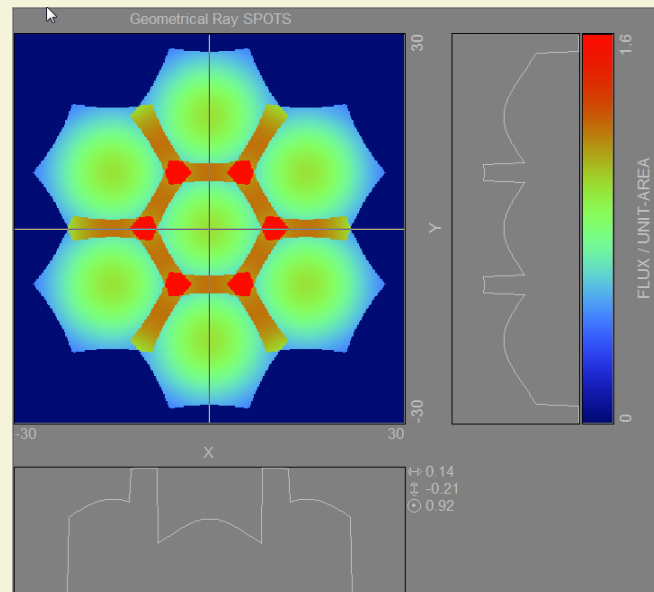 Geometrical Ray SPOTS
30
-30
-30
30
X
Y
1.6
0
FLUX / UNIT-AREA
0.14
-0.21
0.92